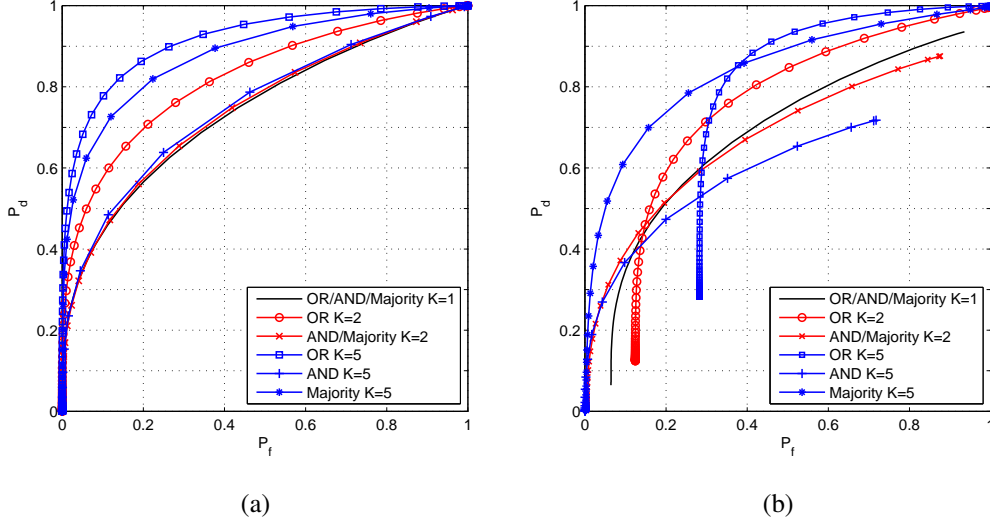 1
0.8
0.6
0.4
0.2
0
P_d
0 0.2 0.4 0.6 0.8 1
P_f
OR/AND/Majority K=1
OR K=2
AND/Majority K=2
OR K=5
AND K=5
Majority K=5
(a)
1
0.8
0.6
0.4
0.2
0
P_d
0 0.2 0.4 0.6 0.8 1
P_f
OR/AND/Majority K=1
OR K=2
AND/Majority K=2
OR K=5
AND K=5
Majority K=5
(b)